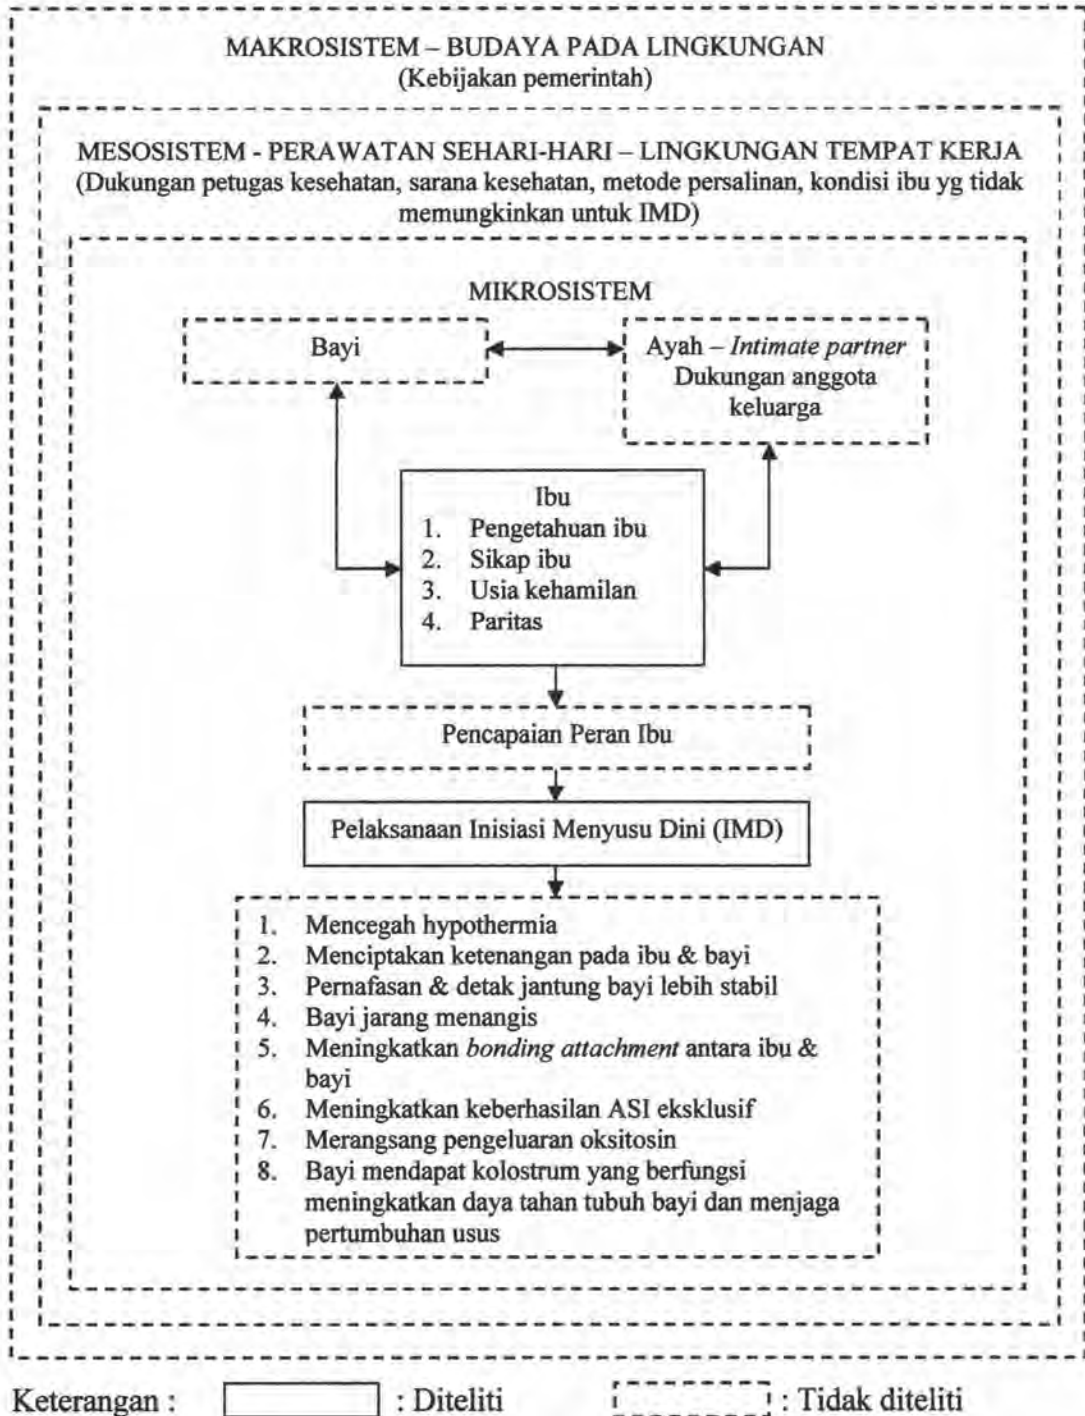 MAKROSISTEM – BUDAYA PADA LINGKUNGAN
(Kebijakan pemerintah)
MESOSISTEM - PERAWATAN SEHARI-HARI – LINGKUNGAN TEMPAT KERJA
(Dukungan petugas kesehatan, sarana kesehatan, metode persalinan, kondisi ibu yg tidak
memungkinkan untuk IMD)
MIKROSISTEM
Bayi
Ayah – Intimate partner
Dukungan anggota
keluarga
Ibu
1. Pengetahuan ibu
2. Sikap ibu
3. Usia kehamilan
4. Paritas
Pencapaian Peran Ibu
Pelaksanaan Inisiasi Menyusu Dini (IMD)
1. Mencegah hypothermia
2. Menciptakan ketenangan pada ibu & bayi
3. Pernafasan & detak jantung bayi lebih stabil
4. Bayi jarang menangis
5. Meningkatkan bonding attachment antara ibu &
bayi
6. Meningkatkan keberhasilan ASI eksklusif
7. Merangsang pengeluaran oksitosin
8. Bayi mendapat kolostrum yang berfungsi
meningkatkan daya tahan tubuh bayi dan menjaga
pertumbuhan usus
Keterangan : : Diteliti : Tidak diteliti